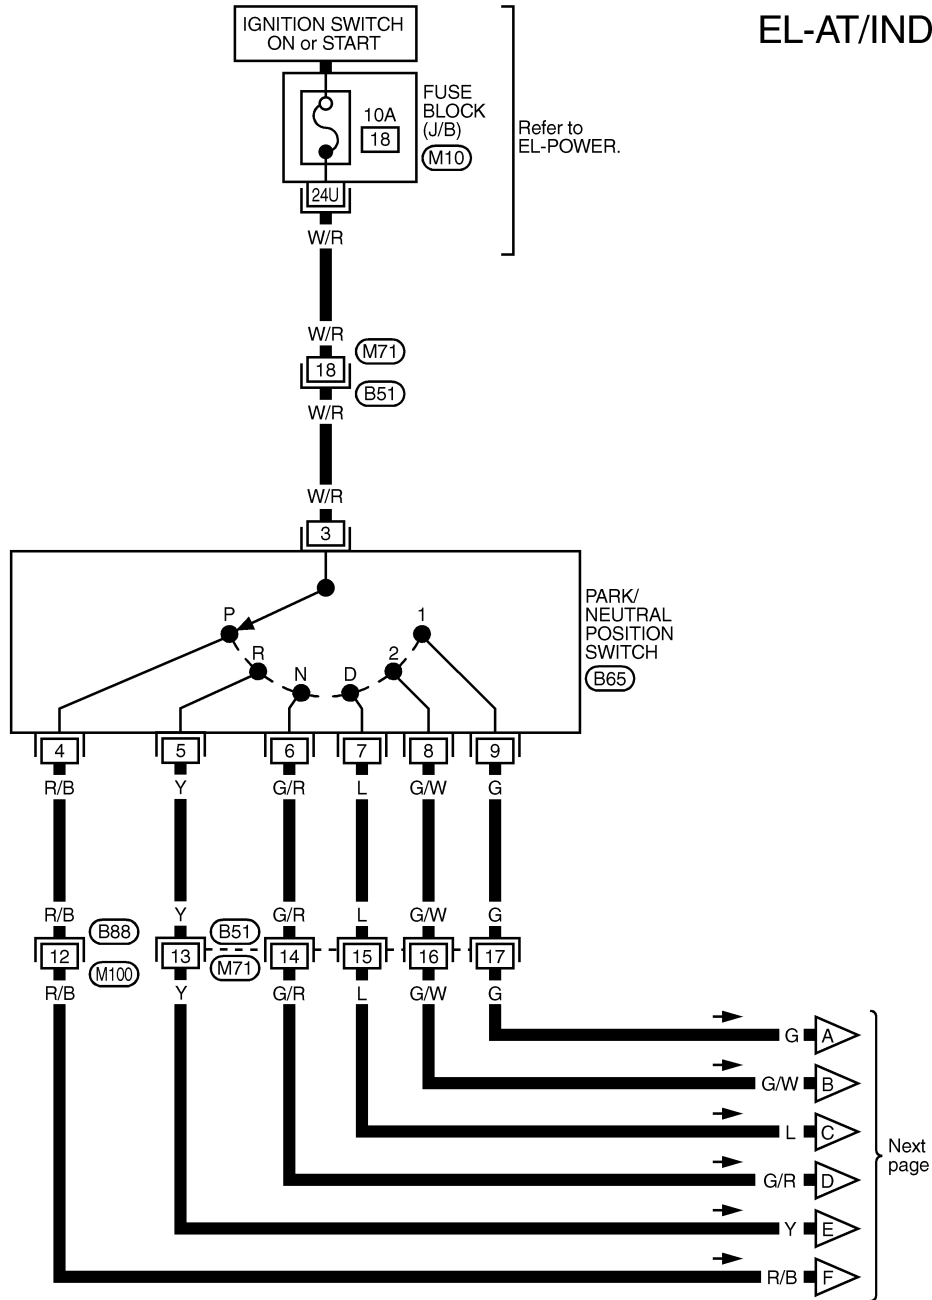 EL-AT/IND
IGNITION SWITCH
ON or START
FUSE
BLOCK
(J/B)
M10
10A
18
24U
Refer to
EL-POWER.
W/R
W/R
M71
18
B51
W/R
W/R
3
PARK/
NEUTRAL
POSITION
SWITCH
B65
P
R
N
D
2
1
4 5 6 7 8 9
R/B Y G/R L G/W G
R/B Y G/R L G/W G
B88 B51
12 13 14 15 16 17
M100 M71
R/B Y G/R L G/W G
G A
G/W B
L C
G/R D
Y E
R/B F
Next
page